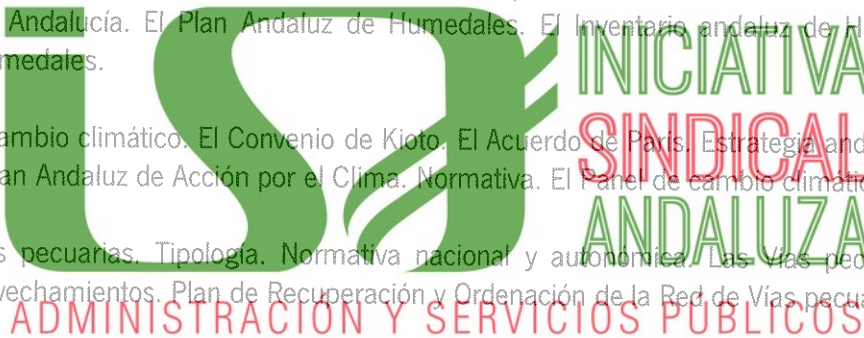 Andalucía. El Plan Andaluz de Humedales. El Inventario andaluz de H
medales.
ambio climático. El Convenio de Kioto. El Acuerdo de París. Estrategia and
an Andaluz de Acción por el Clima. Normativa. El Panel de cambio climátic
s pecuarias. Tipología. Normativa nacional y autonómica. Las Vías pec
vechamientos. Plan de Recuperación y Ordenación de la Red de Vías pecua
isa
INICIATIVA
SINDICAL
ANDALUZA
ADMINISTRACIÓN Y SERVICIOS PÚBLICOS